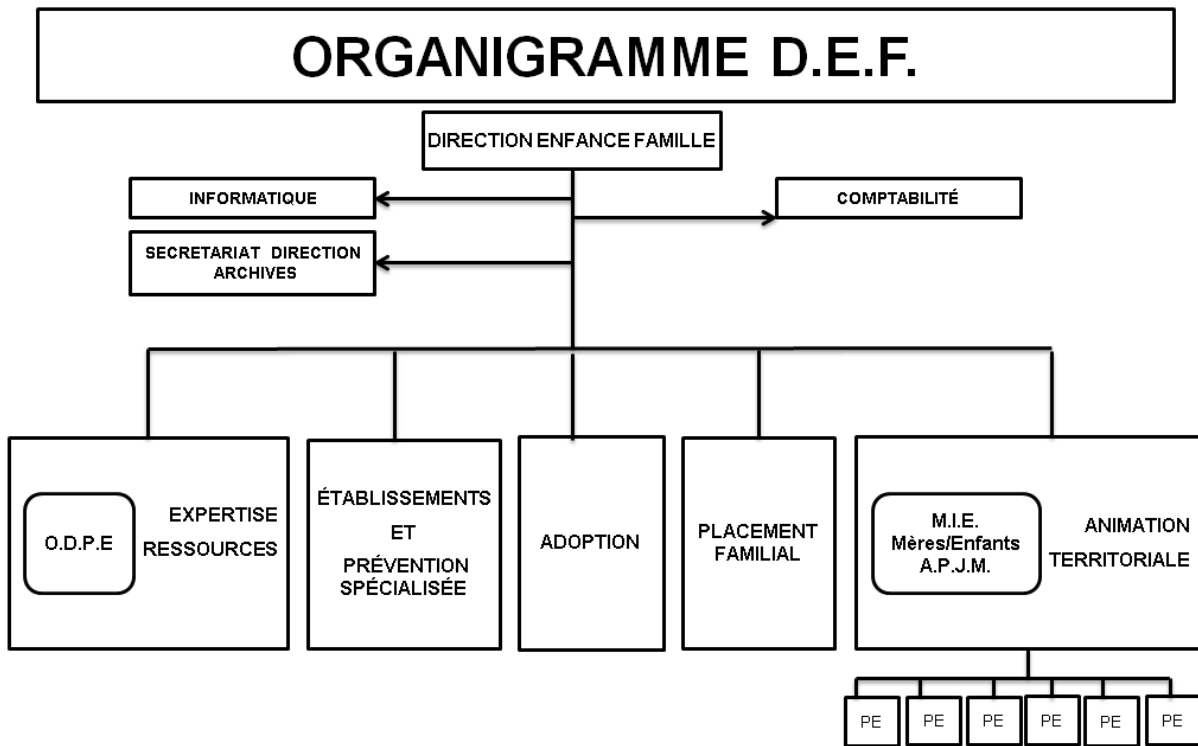 ORGANIGRAMME D.E.F.
DIRECTION ENFANCE FAMILLE
INFORMATIQUE
COMPTABILITÉ
SECRETARIAT DIRECTION
ARCHIVES
O.D.P.E
EXPERTISE
RESSOURCES
ÉTABLISSEMENTS
ET
PRÉVENTION
SPÉCIALISÉE
ADOPTION
PLACEMENT
FAMILIAL
M.I.E.
Mères/Enfants
A.P.J.M.
ANIMATION
TERRITORIALE
PE
PE
PE
PE
PE
PE